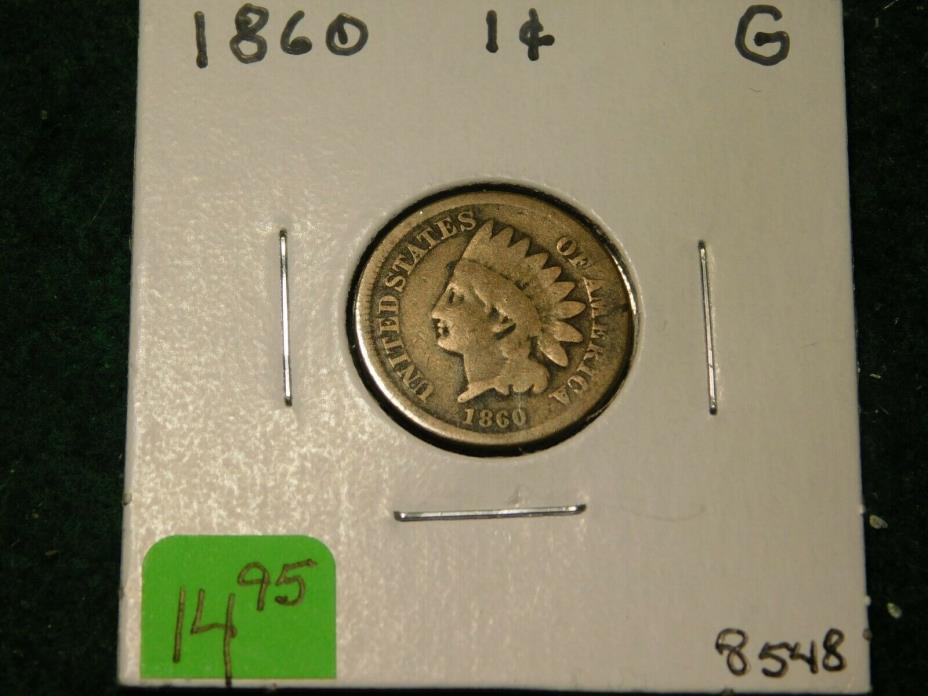 1860 1¢ G
UNITED STATES OF AMERICA
1860
14 95
8548